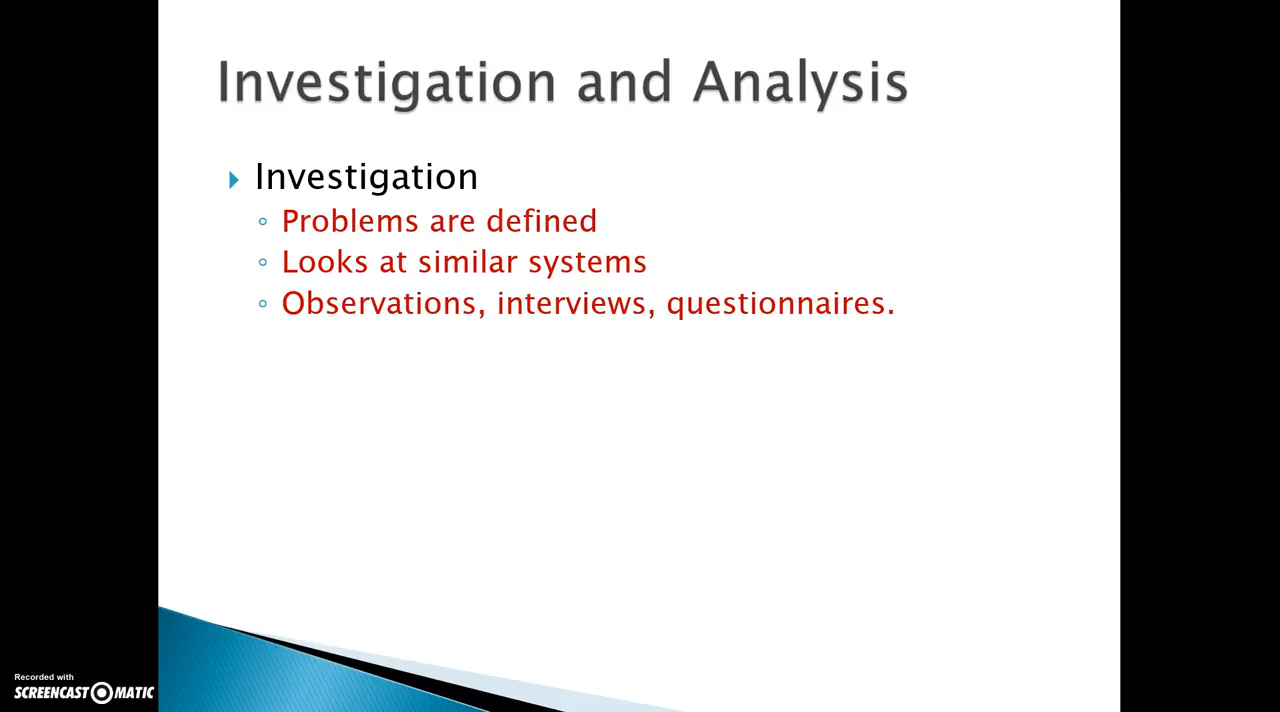 Investigation and Analysis
Investigation
Problems are defined
Looks at similar systems
Observations, interviews, questionnaires.
Recorded with
SCREENCAST MATIC